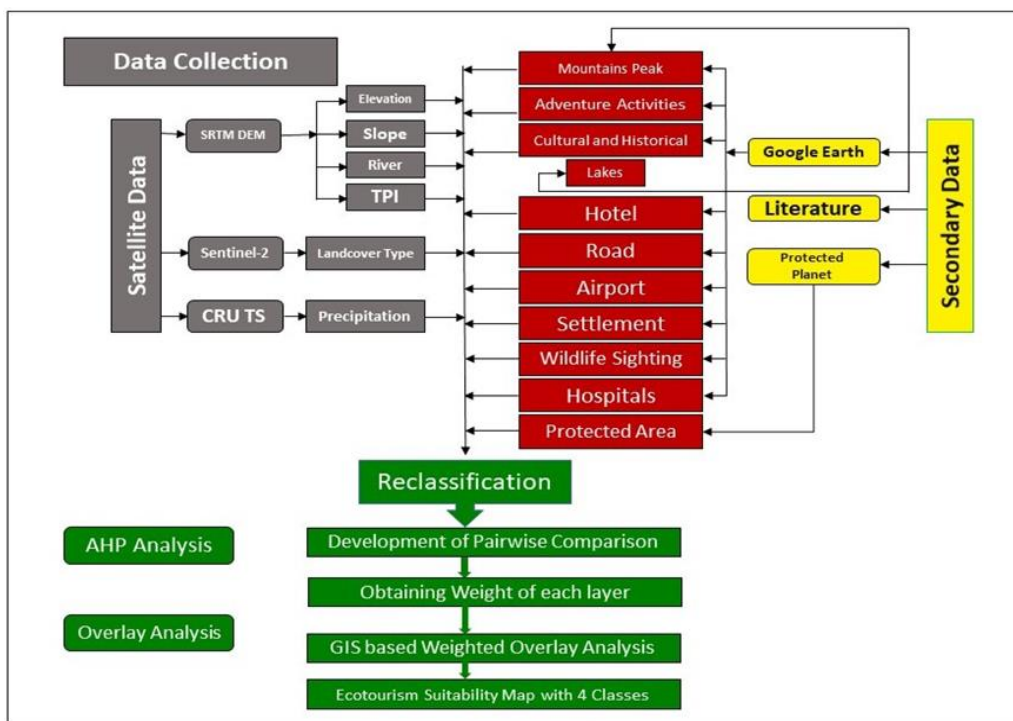 Data Collection
Satellite Data
SRTM DEM
Elevation
Slope
River
TPI
Sentinel-2
Landcover Type
CRU TS
Precipitation
Mountains Peak
Adventure Activities
Cultural and Historical
Lakes
Hotel
Road
Airport
Settlement
Wildlife Sighting
Hospitals
Protected Area
Google Earth
Literature
Protected
Planet
Secondary Data
Reclassification
AHP Analysis
Development of Pairwise Comparison
Obtaining Weight of each layer
Overlay Analysis
GIS based Weighted Overlay Analysis
Ecotourism Suitability Map with 4 Classes